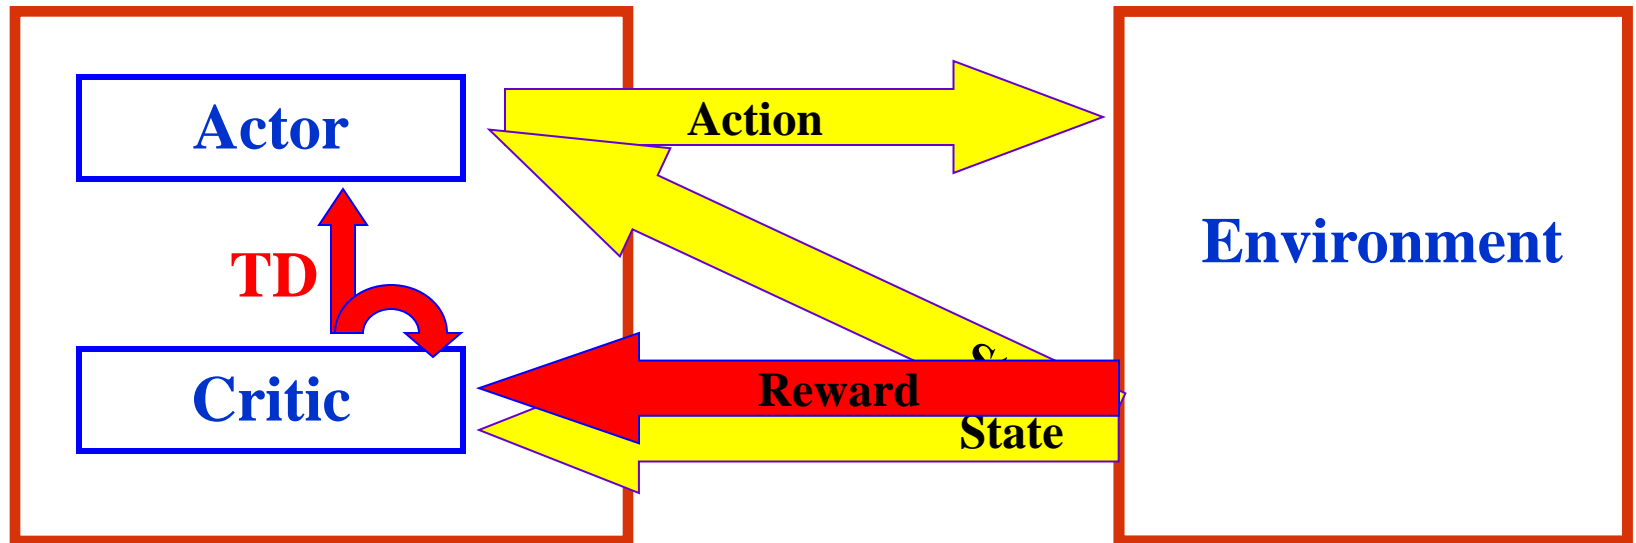 Actor
Action
Environment
TD
Reward
Critic
State